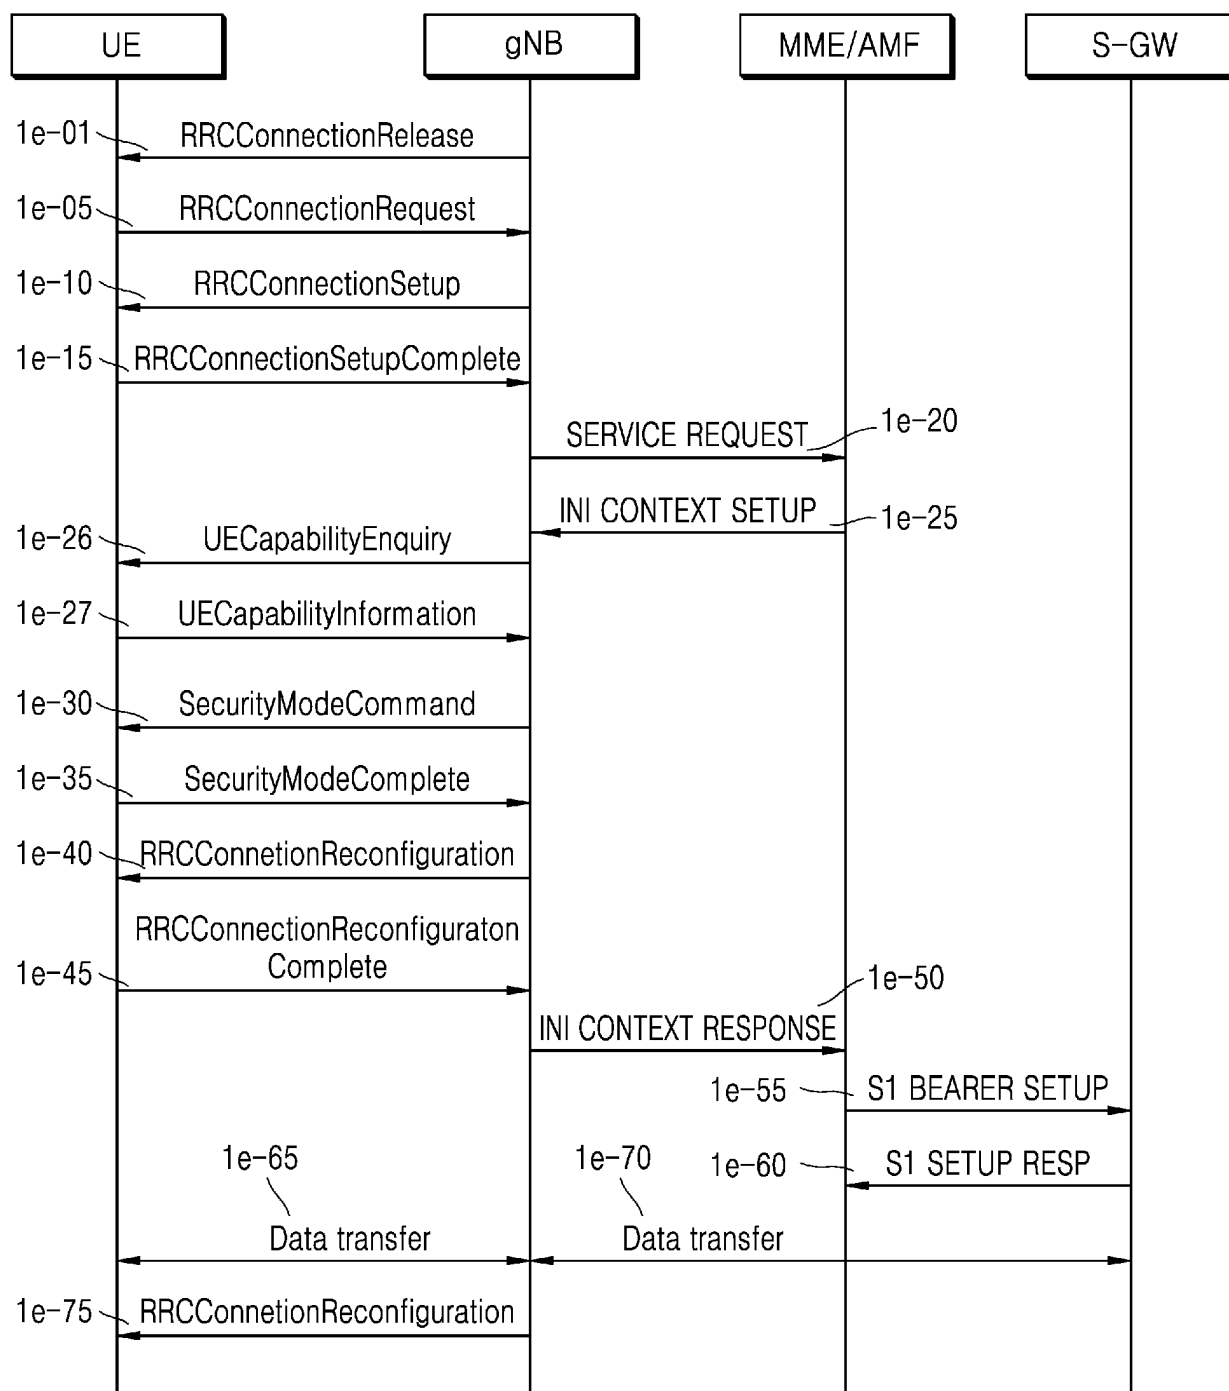 UE gNB MME/AMF S-GW
1e-01 RRCConnectionRelease
1e-05 RRCConnectionRequest
1e-10 RRCConnectionSetup
1e-15 RRCConnectionSetupComplete
SERVICE REQUEST 1e-20
INI CONTEXT SETUP 1e-25
1e-26 UECapabilityEnquiry
1e-27 UECapabilityInformation
1e-30 SecurityModeCommand
1e-35 SecurityModeComplete
1e-40 RRCConnetionReconfiguration
RRCConnectionReconfiguraton
Complete
1e-45
1e-50
INI CONTEXT RESPONSE
1e-55 S1 BEARER SETUP
1e-65 1e-70 1e-60 S1 SETUP RESP
Data transfer Data transfer
1e-75 RRCConnetionReconfiguration